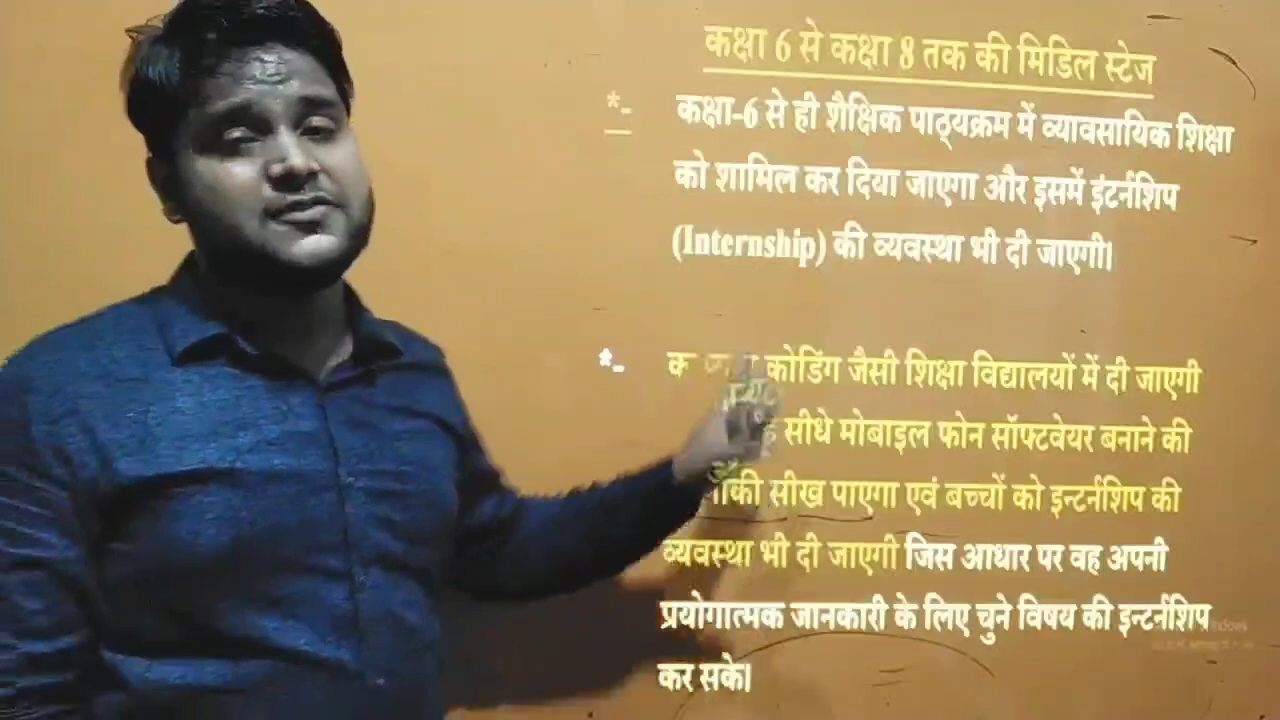 कक्षा 6 से कक्षा 8 तक की मिडिल स्टेज
*- कक्षा-6 से ही शैक्षिक पाठ्यक्रम में व्यावसायिक शिक्षा
को शामिल कर दिया जाएगा और इसमें इंटर्नशिप
(Internship) की व्यवस्था भी दी जाएगी।
*- कोडिंग जैसी शिक्षा विद्यालयों में दी जाएगी
सीधे मोबाइल फोन सॉफ्टवेयर बनाने की
सीख पाएगा एवं बच्चों को इन्टर्नशिप की
व्यवस्था भी दी जाएगी जिस आधार पर वह अपनी
प्रयोगात्मक जानकारी के लिए चुने विषय की इन्टर्नशिप
कर सके।